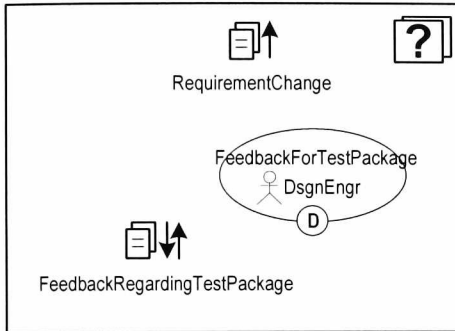 ?
RequirementChange
FeedbackForTestPackage
DsgnEngr
D
FeedbackRegardingTestPackage